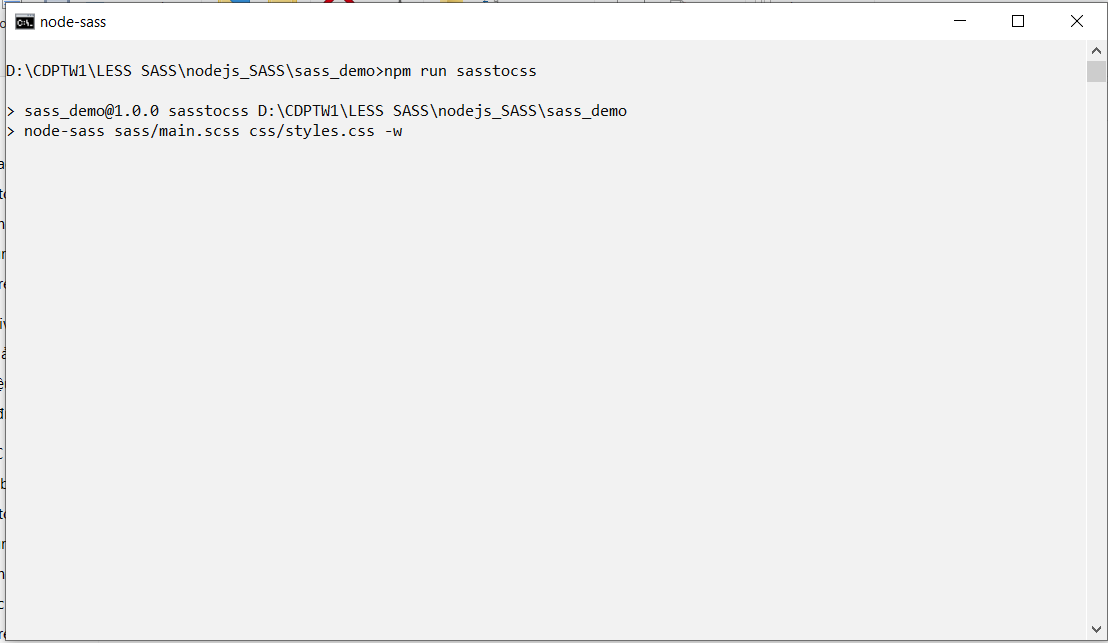 node-sass
D:\CDPTW1\LESS SASS\nodejs_SASS\sass_demo>npm run sasstocss
> sass_demo@1.0.0 sasstocss D:\CDPTW1\LESS SASS\nodejs_SASS\sass_demo
> node-sass sass/main.scss css/styles.css -w